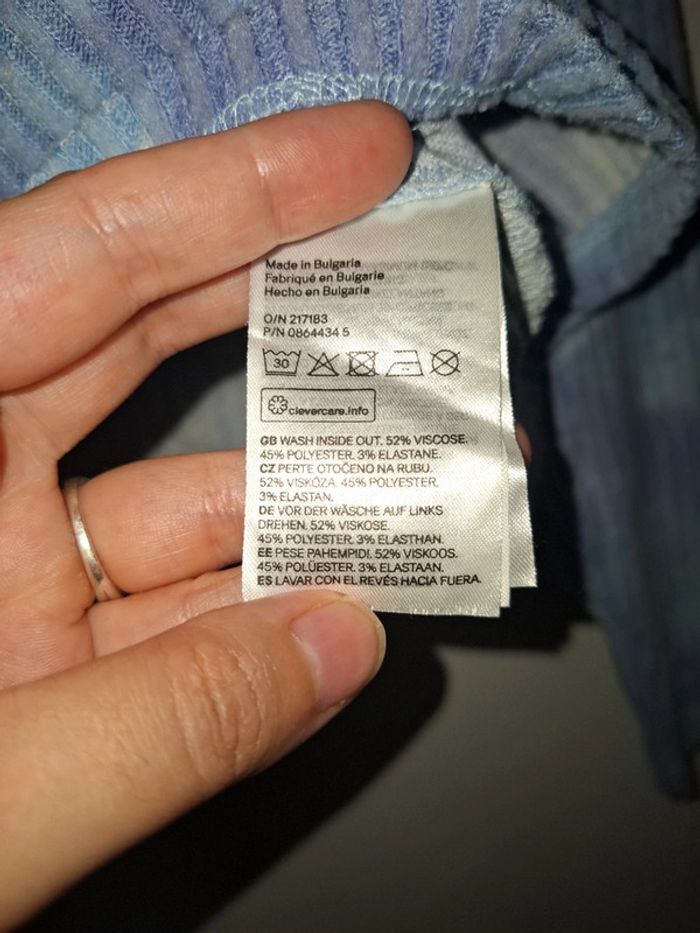 Made in Bulgaria
Fabriqué en Bulgarie
Hecho en Bulgaria
O/N 217183
P/N 0864434 5
30
clevercare.info
GB WASH INSIDE OUT. 52% VISCOSE.
45% POLYESTER. 3% ELASTANE.
CZ PERTE OTOČENO NA RUBU.
52% VISKÓZA. 45% POLYESTER.
3% ELASTAN.
DE VOR DER WÄSCHE AUF LINKS
DREHEN. 52% VISKOSE.
45% POLYESTER. 3% ELASTHAN.
EE PESE PAHEMPIDI. 52% VISKOOS.
45% POLÜESTER. 3% ELASTAAN.
ES LAVAR CON EL REVÉS HACIA FUERA.